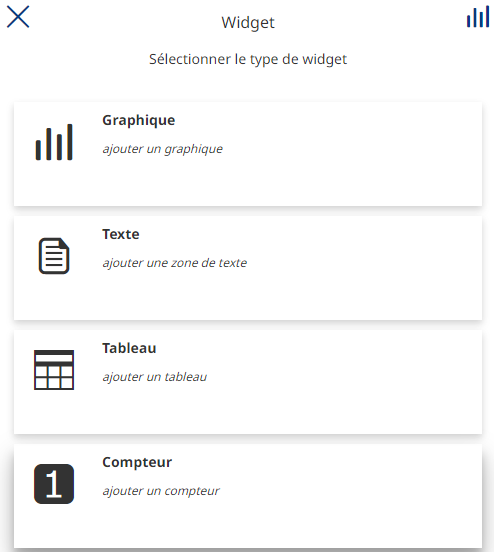 Widget
Sélectionner le type de widget
Graphique
ajouter un graphique
Texte
ajouter une zone de texte
Tableau
ajouter un tableau
1
Compteur
ajouter un compteur